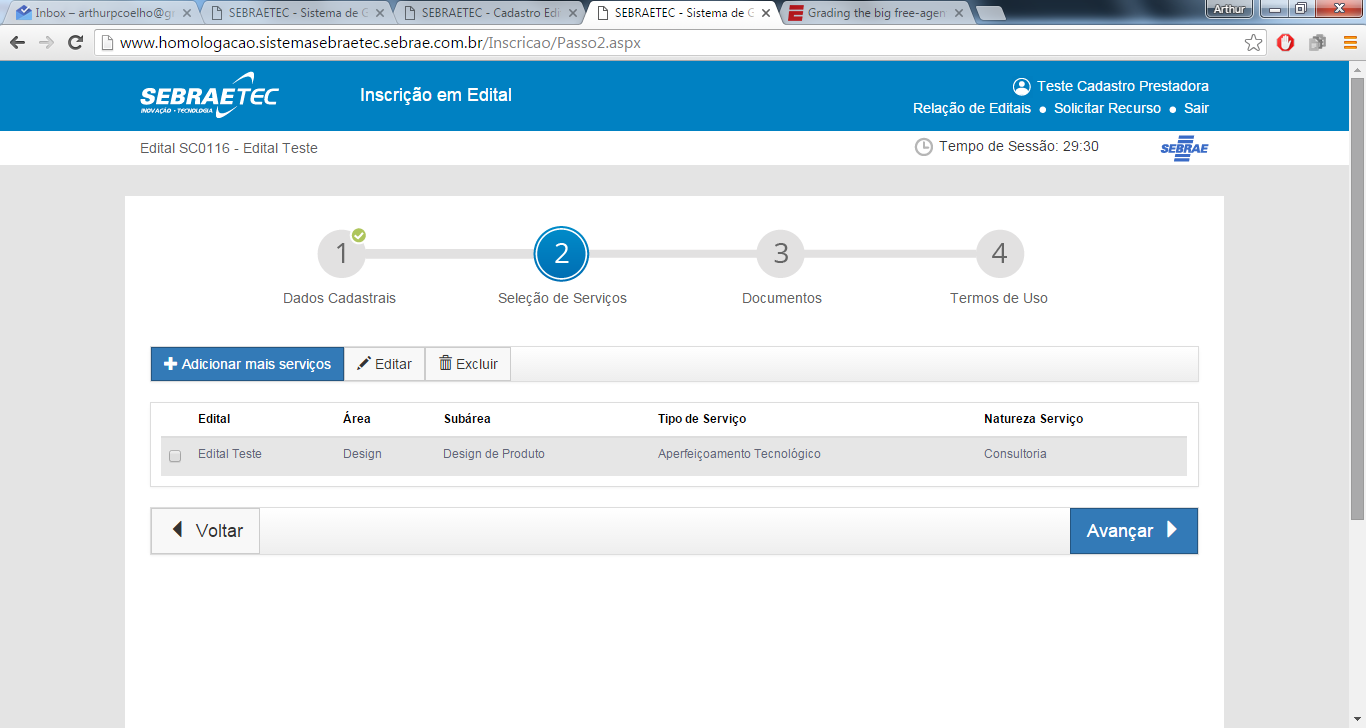 Inbox – arthurpcoelho@gr
SEBRAETEC - Sistema de G
SEBRAETEC - Cadastro Edi
SEBRAETEC - Sistema de G
Grading the big free-agen
Arthur
www.homologacao.sistemasebraetec.sebrae.com.br/Inscricao/Passo2.aspx
SEBRAETEC
INOVAÇÃO - TECNOLOGIA
Inscrição em Edital
Teste Cadastro Prestadora
Relação de Editais ● Solicitar Recurso ● Sair
Edital SC0116 - Edital Teste
Tempo de Sessão: 29:30
SEBRAE
1 2 3 4
Dados Cadastrais Seleção de Serviços Documentos Termos de Uso
Adicionar mais serviços Editar Excluir
Edital Área Subárea Tipo de Serviço Natureza Serviço
Edital Teste Design Design de Produto Aperfeiçoamento Tecnológico Consultoria
Voltar Avançar